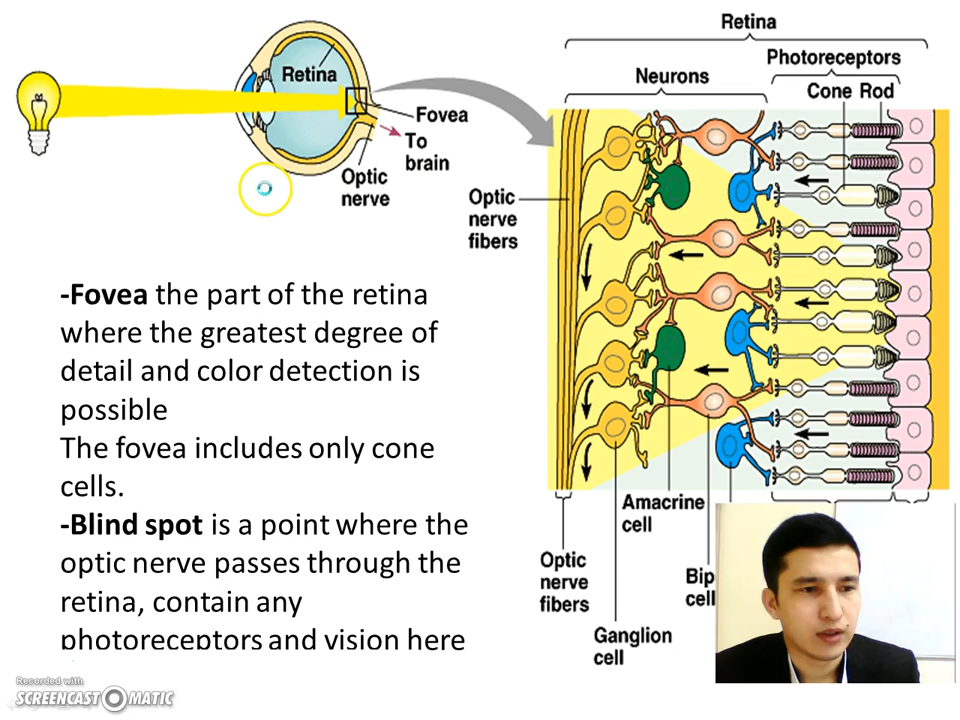 Retina
Photoreceptors
Neurons
Cone Rod
Retina
Fovea
To
brain
Optic
nerve
Optic
nerve
fibers
-Fovea the part of the retina
where the greatest degree of
detail and color detection is
possible
The fovea includes only cone
cells.
-Blind spot is a point where the
optic nerve passes through the
retina, contain any
photoreceptors and vision here
Amacrine
cell
Optic
nerve
fibers
Bip
cell
Ganglion
cell
Recorded with
SCREENCAST-O-MATIC